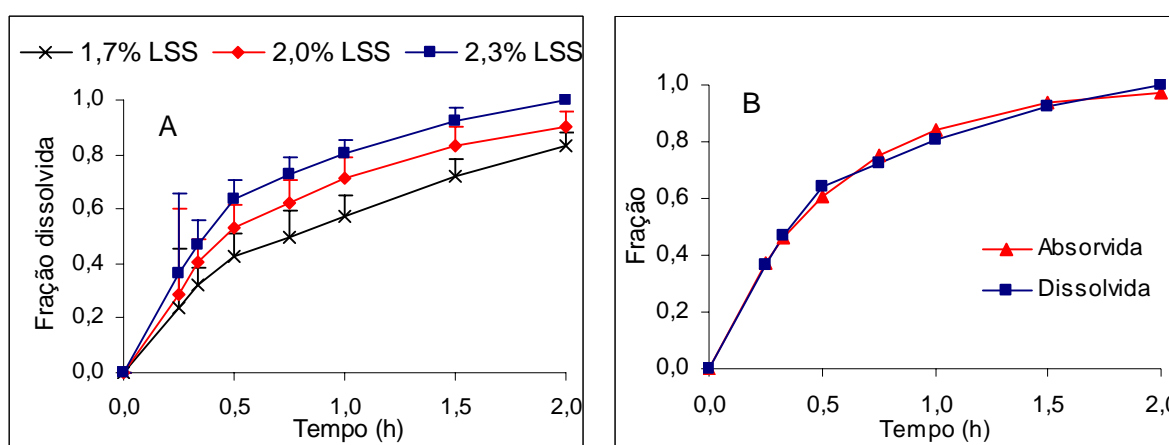 1,7% LSS 2,0% LSS 2,3% LSS
A
Fração dissolvida
1,0
0,8
0,6
0,4
0,2
0,0
0,0 0,5 1,0 1,5 2,0
Tempo (h)
B
Fração
1,0
0,8
0,6
0,4
0,2
0,0
Absorvida
Dissolvida
0,0 0,5 1,0 1,5 2,0
Tempo (h)